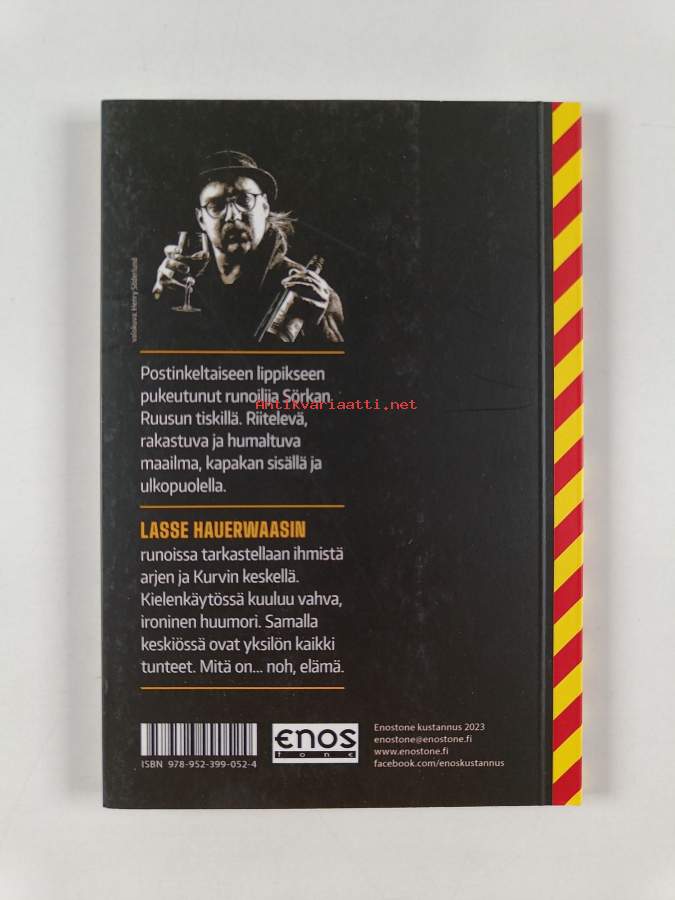 valokuva: Henry Söderlund
Postinkeltaiseen lippikseen
pukeutunut runoilija Sörkan
Ruusun tiskillä. Riitelevä,
rakastuva ja humaltuva
maailma, kapakan sisällä ja
ulkopuolella.
Antikvariaatti.net
LASSE HAUERWAASIN
runoissa tarkastellaan ihmistä
arjen ja Kurvin keskellä.
Kielenkäytössä kuuluu vahva,
ironinen huumori. Samalla
keskiössä ovat yksilön kaikki
tunteet. Mitä on... noh, elämä.
ISBN 978-952-399-052-4
enos
tone
Enostone kustannus 2023
enostone@enostone.fi
www.enostone.fi
facebook.com/enoskustannus